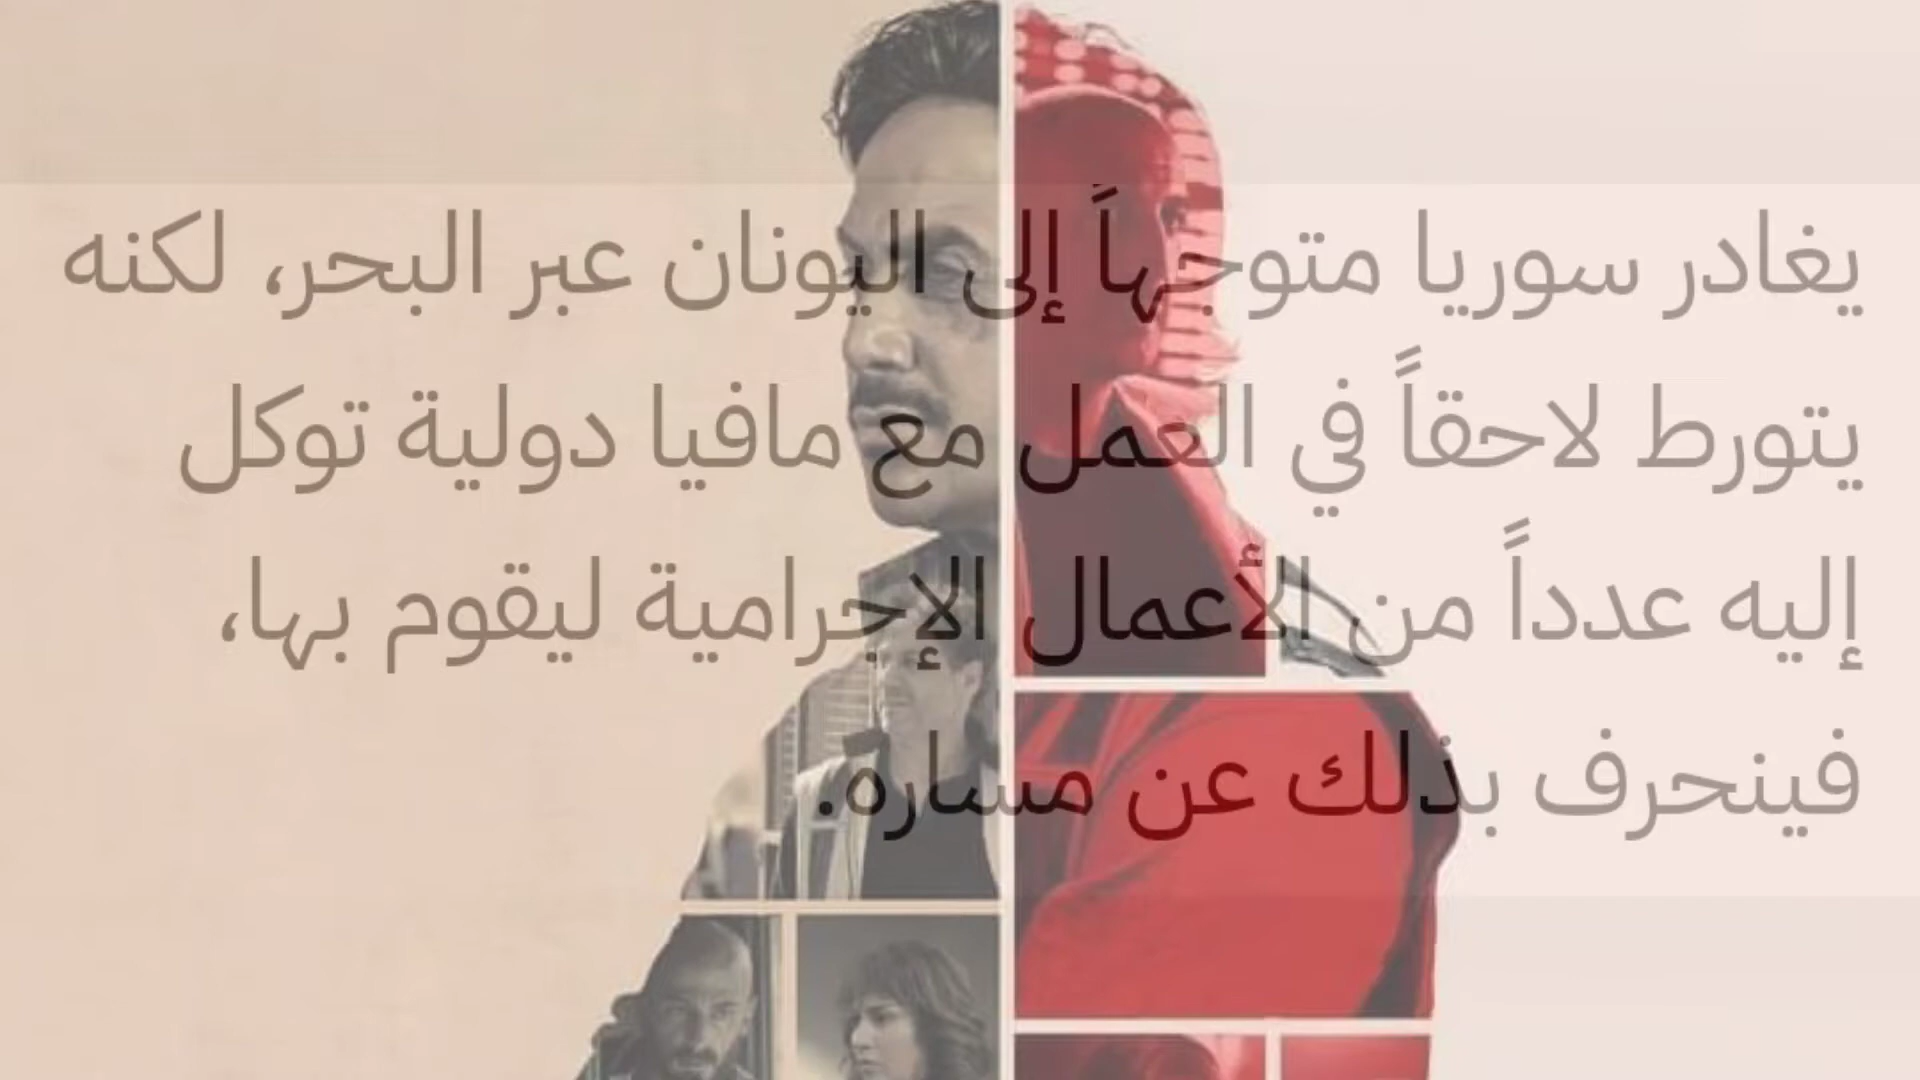 يغادر سوريا متوجهاً إلى اليونان عبر البحر، لكنه
يتورط لاحقاً في العمل مع مافيا دولية توكل
إليه عدداً من الأعمال الإجرامية ليقوم بها،
فينحرف بذلك عن مساره.